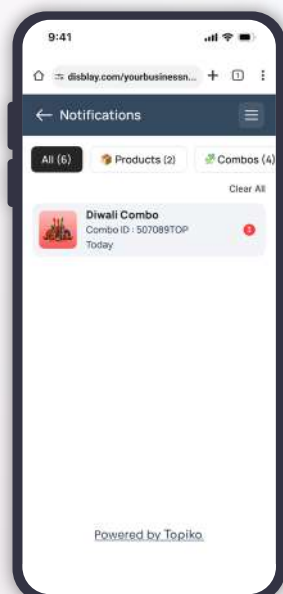 9:41
disblay.com/yourbusinessn...
1
Notifications
All (6)
Products (2)
Combos (4)
Clear All
Diwali Combo
Combo ID : 507089TOP
Today
Powered by Topiko